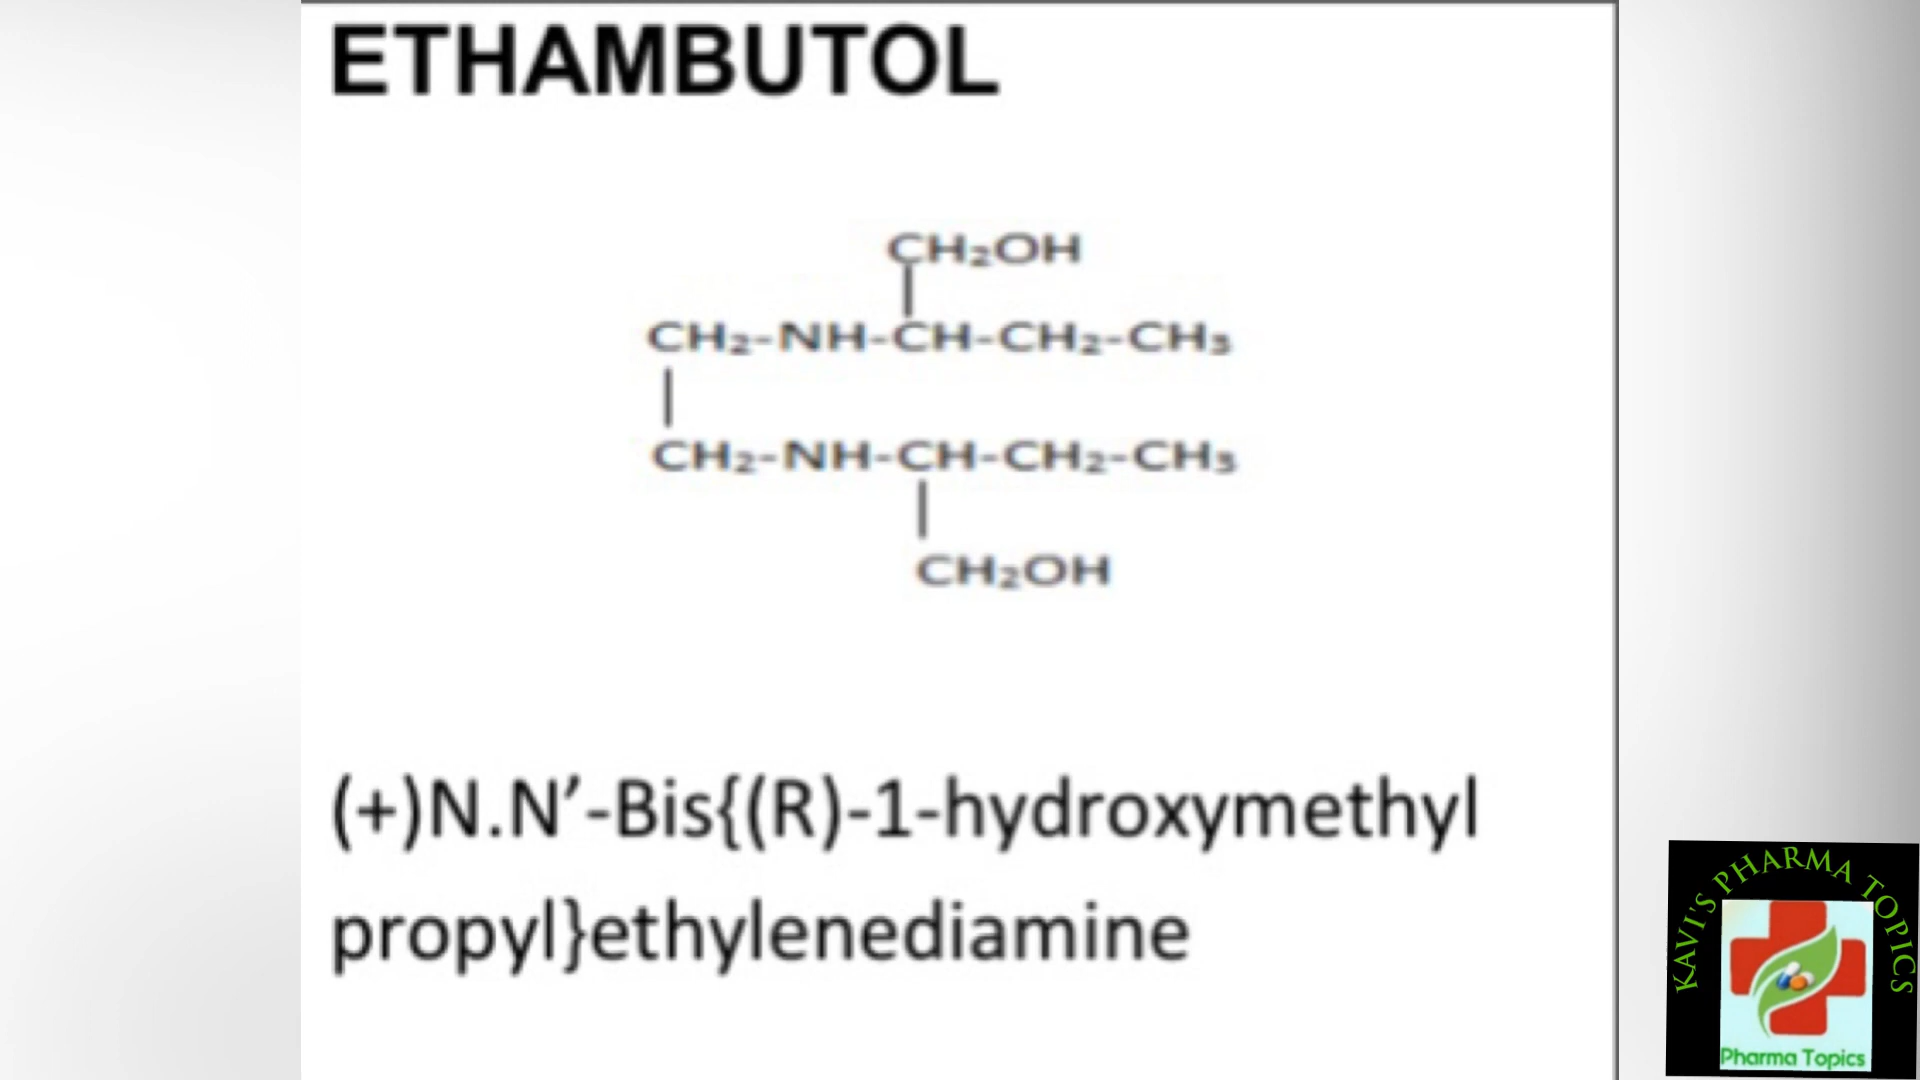 ETHAMBUTOL
CH₂OH
CH₂-NH-CH-CH₂-CH₃
CH₂-NH-CH-CH₂-CH₃
CH₂OH
(+)N.N’-Bis{(R)-1-hydroxymethyl
propyl}ethylenediamine
KAVI'S PHARMA TOPICS
Pharma Topics